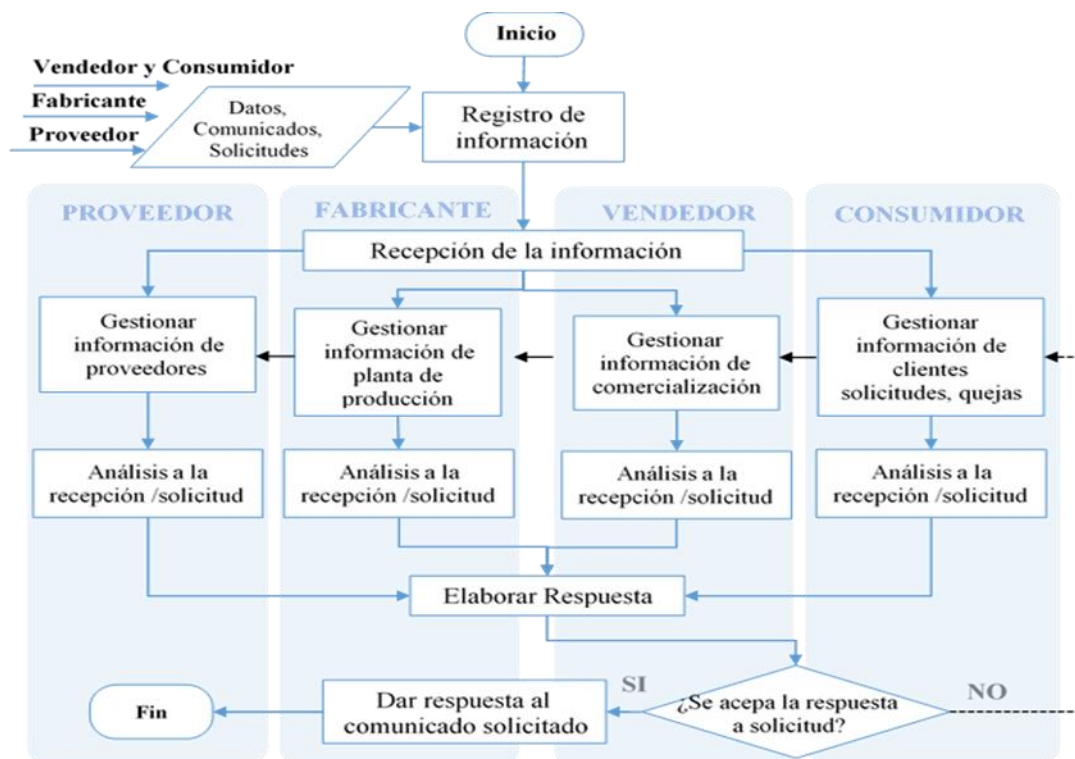 Inicio
Vendedor y Consumidor
Fabricante
Proveedor
Datos,
Comunicados,
Solicitudes
Registro de
información
PROVEEDOR
FABRICANTE
VENDEDOR
CONSUMIDOR
Recepción de la información
Gestionar
información de
proveedores
Gestionar
información de
planta de
producción
Gestionar
información de
comercialización
Gestionar
información de
clientes
solicitudes, quejas
Análisis a la
recepción /solicitud
Análisis a la
recepción /solicitud
Análisis a la
recepción /solicitud
Análisis a la
recepción /solicitud
Elaborar Respuesta
¿Se acepa la respuesta
a solicitud?
SI
NO
Dar respuesta al
comunicado solicitado
Fin